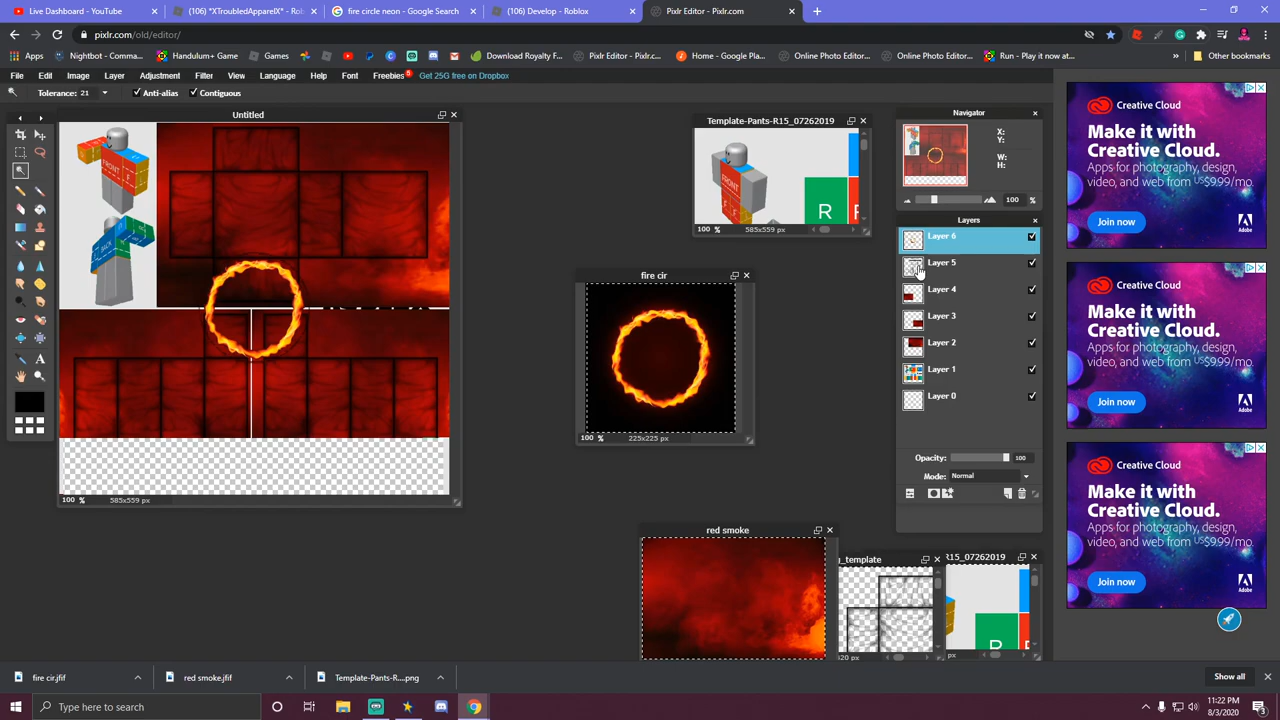 Live Dashboard - YouTube
(106) *XTroubledApparelX* - Rob
fire circle neon - Google Search
(106) Develop - Roblox
Pixlr Editor - Pixlr.com
pixlr.com/old/editor/
Apps
Nightbot - Comma...
Handulum+ Game
Games
Download Royalty F...
Pixlr Editor - Pixlr...
Home - Google Pla...
Online Photo Editor...
Online Photo Editor...
Run - Play it now at...
Other bookmarks
File Edit Image Layer Adjustment Filter View Language Help Font Freebies Get 25G free on Dropbox
Tolerance: 21 Anti-alias Contiguous
Untitled
FRONT
BACK
100 % 585x559 px
Template-Pants-R15_07262019
FRONT
R
100 % 585x559 px
fire cir
100 % 225x225 px
red smoke
g_template
R15_07262019
R
Navigator
X:
Y:
W:
H:
100 %
Layers
Layer 6
Layer 5
Layer 4
Layer 3
Layer 2
Layer 1
Layer 0
Opacity: 100
Mode: Normal
Creative Cloud
Make it with
Creative Cloud.
Apps for photography, design,
video, and web from US$9.99/mo.
Join now
Adobe
Creative Cloud
Make it with
Creative Cloud.
Apps for photography, design,
video, and web from US$9.99/mo.
Join now
Adobe
Creative Cloud
Make it with
Creative Cloud.
Apps for photography, design,
video, and web from US$9.99/mo.
Join now
Adobe
fire cir.jfif
red smoke.jfif
Template-Pants-R....png
Show all
Type here to search
11:22 PM
8/3/2020